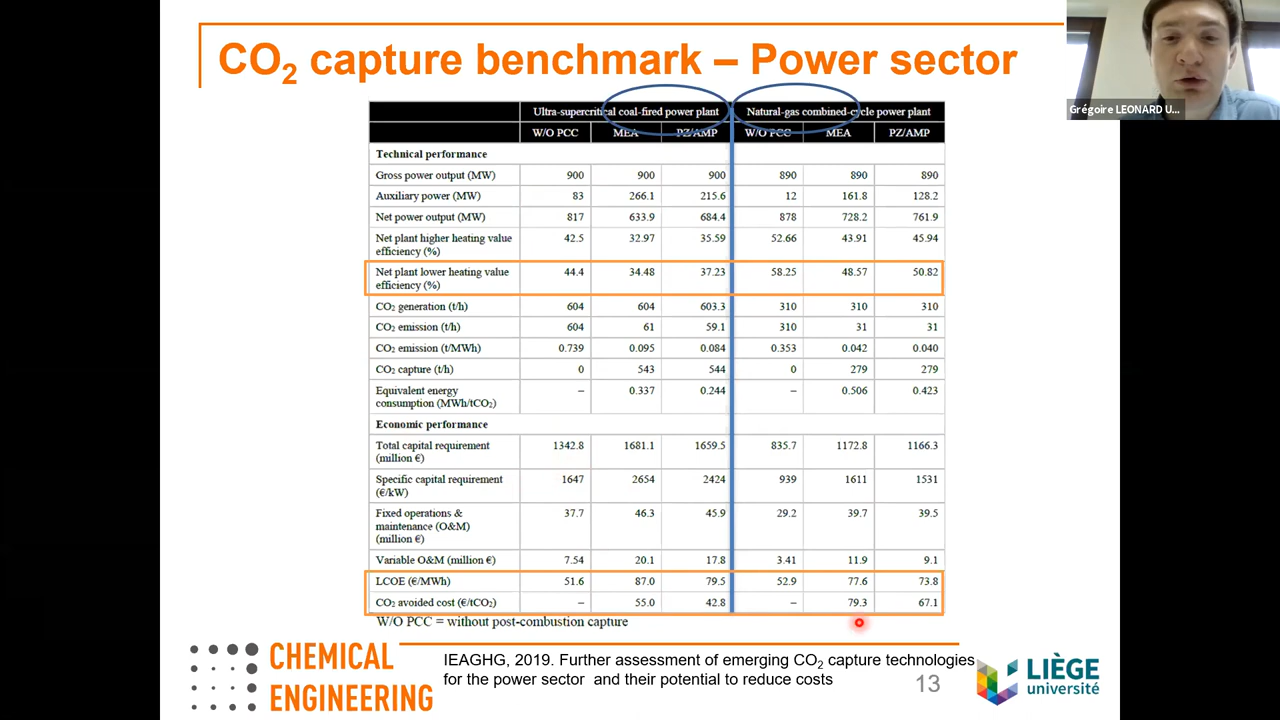 CO2 capture benchmark – Power sector
Grégoire LEONARD U...
Ultra-supercritical coal-fired power plant Natural-gas combined-cycle power plant
W/O PCC MEA PZ/AMP W/O PCC MEA PZ/AMP
Technical performance
Gross power output (MW) 900 900 900 890 890 890
Auxiliary power (MW) 83 266.1 215.6 12 161.8 128.2
Net power output (MW) 817 633.9 684.4 878 728.2 761.9
Net plant higher heating value 42.5 32.97 35.59 52.66 43.91 45.94
efficiency (%)
Net plant lower heating value 44.4 34.48 37.23 58.25 48.57 50.82
efficiency (%)
CO2 generation (t/h) 604 604 603.3 310 310 310
CO2 emission (t/h) 604 61 59.1 310 31 31
CO2 emission (t/MWh) 0.739 0.095 0.084 0.353 0.042 0.040
CO2 capture (t/h) 0 543 544 0 279 279
Equivalent energy – 0.337 0.244 – 0.506 0.423
consumption (MWh/tCO2)
Economic performance
Total capital requirement 1342.8 1681.1 1659.5 835.7 1172.8 1166.3
(million €)
Specific capital requirement 1647 2654 2424 939 1611 1531
(€/kW)
Fixed operations & 37.7 46.3 45.9 29.2 39.7 39.5
maintenance (O&M)
(million €)
Variable O&M (million €) 7.54 20.1 17.8 3.41 11.9 9.1
LCOE (€/MWh) 51.6 87.0 79.5 52.9 77.6 73.8
CO2 avoided cost (€/tCO2) – 55.0 42.8 – 79.3 67.1
W/O PCC = without post-combustion capture
CHEMICAL
ENGINEERING
IEAGHG, 2019. Further assessment of emerging CO2 capture technologies
for the power sector and their potential to reduce costs
13
LIÈGE
université